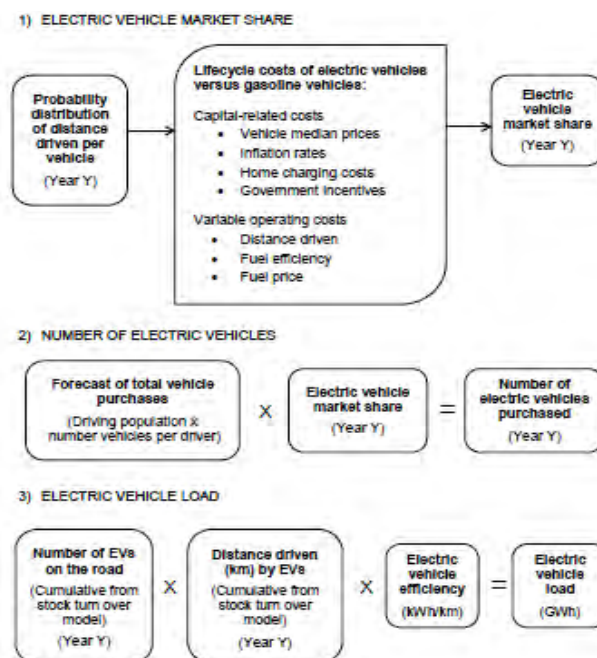 1) ELECTRIC VEHICLE MARKET SHARE
Probability
distribution
of distance
driven per
vehicle
(Year Y)
Lifecycle costs of electric vehicles
versus gasoline vehicles:
Capital-related costs
• Vehicle median prices
• Inflation rates
• Home charging costs
• Government incentives
Variable operating costs
• Distance driven
• Fuel efficiency
• Fuel price
Electric
vehicle
market share
(Year Y)
2) NUMBER OF ELECTRIC VEHICLES
Forecast of total vehicle
purchases
(Driving population x
number vehicles per driver)
X
Electric vehicle
market share
(Year Y)
=
Number of
electric vehicles
purchased
(Year Y)
3) ELECTRIC VEHICLE LOAD
Number of EVs
on the road
(Cumulative from
stock turn over
model)
(Year Y)
X
Distance driven
(km) by EVs
(Cumulative from
stock turn over
model)
(Year Y)
X
Electric
vehicle
efficiency
(kWh/km)
=
Electric
vehicle
load
(GWh)